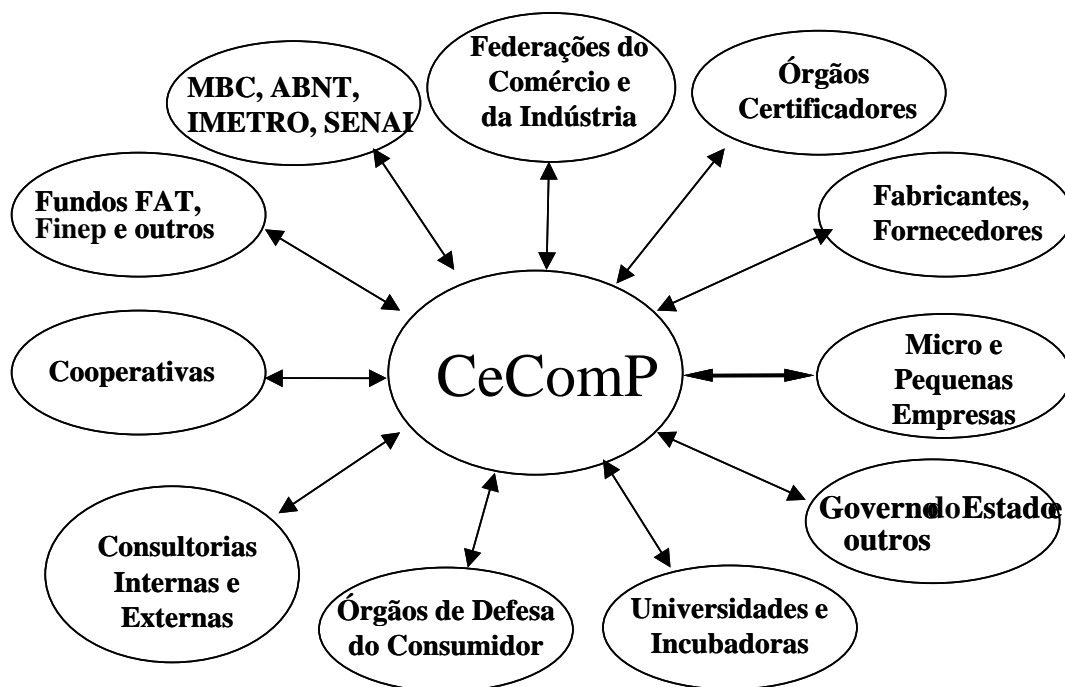 Federações do
Comércio e
da Indústria
MBC, ABNT,
IMETRO, SENAI
Órgãos
Certificadores
Fundos FAT,
Finep e outros
Fabricantes,
Fornecedores
CeComP
Cooperativas
Micro e
Pequenas
Empresas
Governo do Estado e
outros
Consultorias
Internas e
Externas
Órgãos de Defesa
do Consumidor
Universidades e
Incubadoras